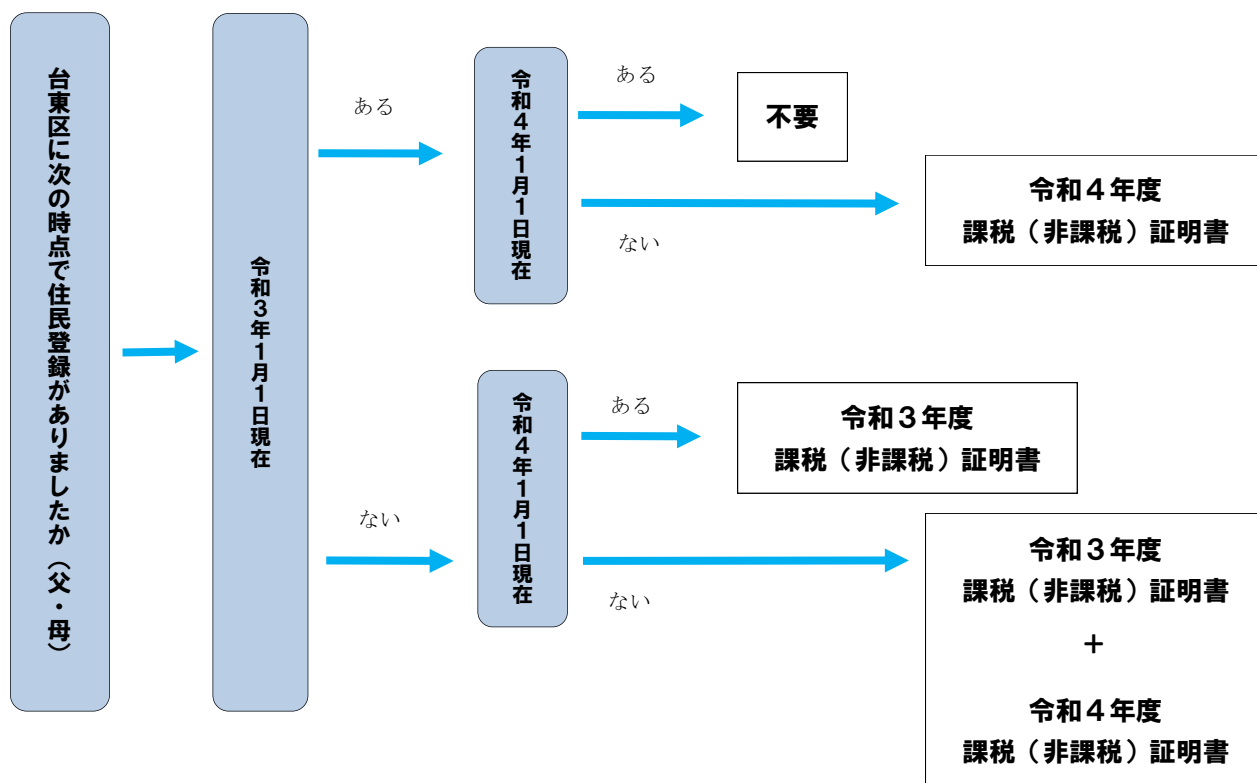 台東区に次の時点で住民登録がありましたか（父・母）
令和３年１月１日現在
ある
令和４年１月１日現在
ある
不要
ない
令和４年度
課税（非課税）証明書
ない
令和４年１月１日現在
ある
令和３年度
課税（非課税）証明書
ない
令和３年度
課税（非課税）証明書
＋
令和４年度
課税（非課税）証明書